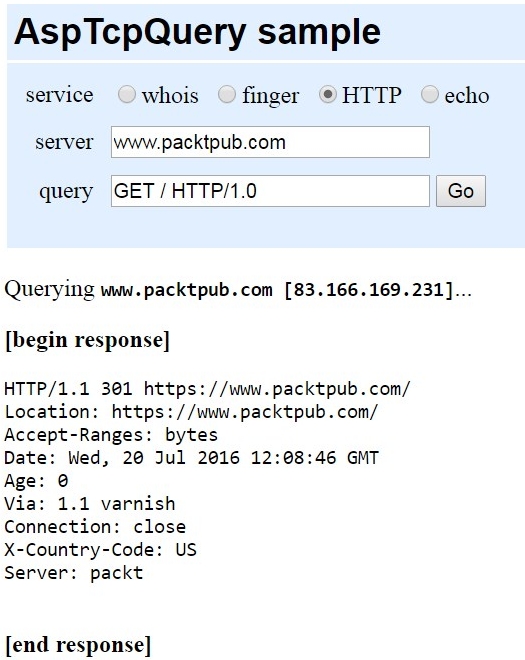 AspTcpQuery sample
service whois finger HTTP echo
server www.packtpub.com
query GET / HTTP/1.0 Go
Querying www.packtpub.com [83.166.169.231]...
[begin response]
HTTP/1.1 301 https://www.packtpub.com/
Location: https://www.packtpub.com/
Accept-Ranges: bytes
Date: Wed, 20 Jul 2016 12:08:46 GMT
Age: 0
Via: 1.1 varnish
Connection: close
X-Country-Code: US
Server: packt
[end response]